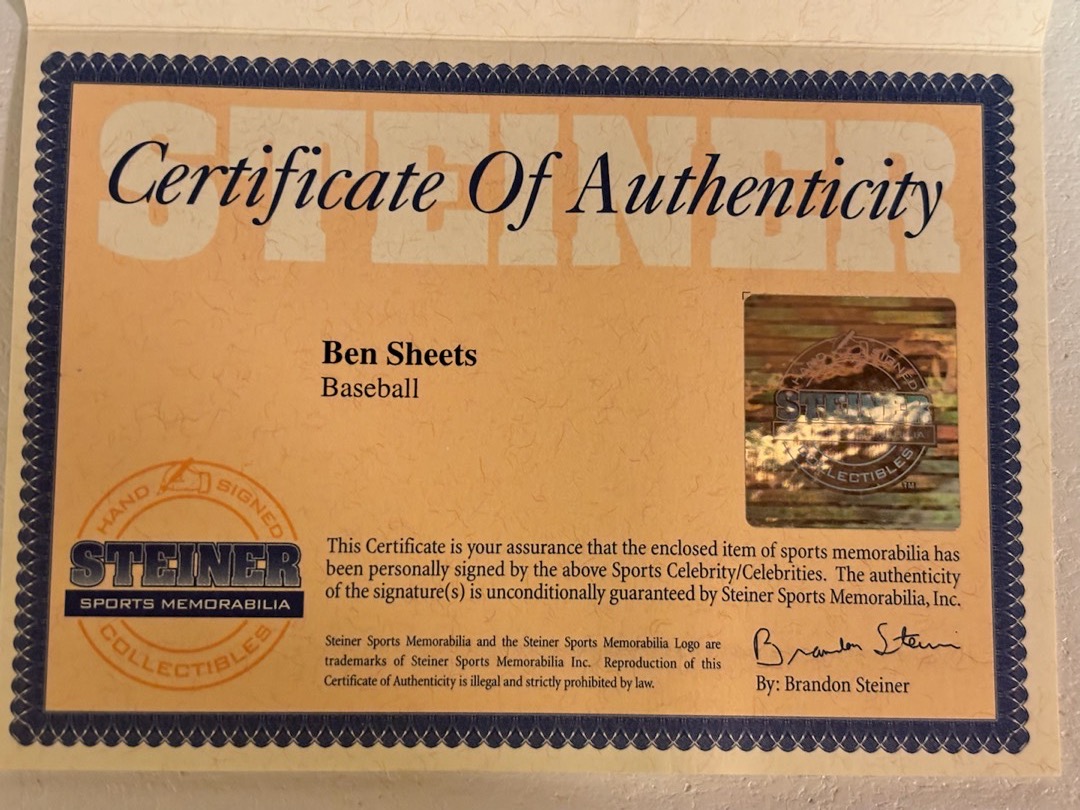 STEINER
Certificate Of Authenticity
Ben Sheets
Baseball
HAND SIGNED
STEINER
COLLECTIBLES
TM
HAND SIGNED
STEINER
SPORTS MEMORABILIA
COLLECTIBLES
This Certificate is your assurance that the enclosed item of sports memorabilia has
been personally signed by the above Sports Celebrity/Celebrities. The authenticity
of the signature(s) is unconditionally guaranteed by Steiner Sports Memorabilia, Inc.
Steiner Sports Memorabilia and the Steiner Sports Memorabilia Logo are
trademarks of Steiner Sports Memorabilia Inc. Reproduction of this
Certificate of Authenticity is illegal and strictly prohibited by law.
Brandon Steiner
By: Brandon Steiner